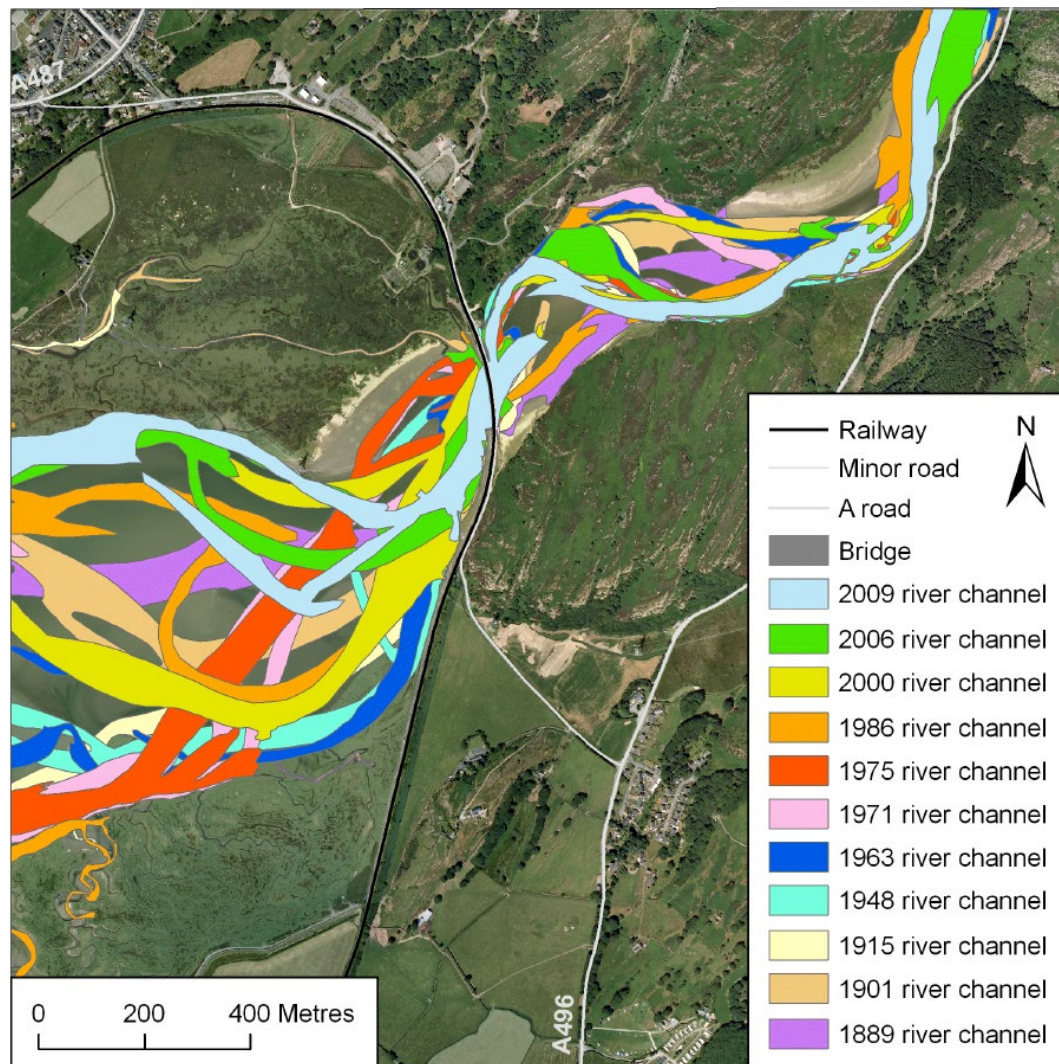 A487
Railway
N
Minor road
A road
Bridge
2009 river channel
2006 river channel
2000 river channel
1986 river channel
1975 river channel
1971 river channel
1963 river channel
1948 river channel
1915 river channel
1901 river channel
1889 river channel
0 200 400 Metres
A496